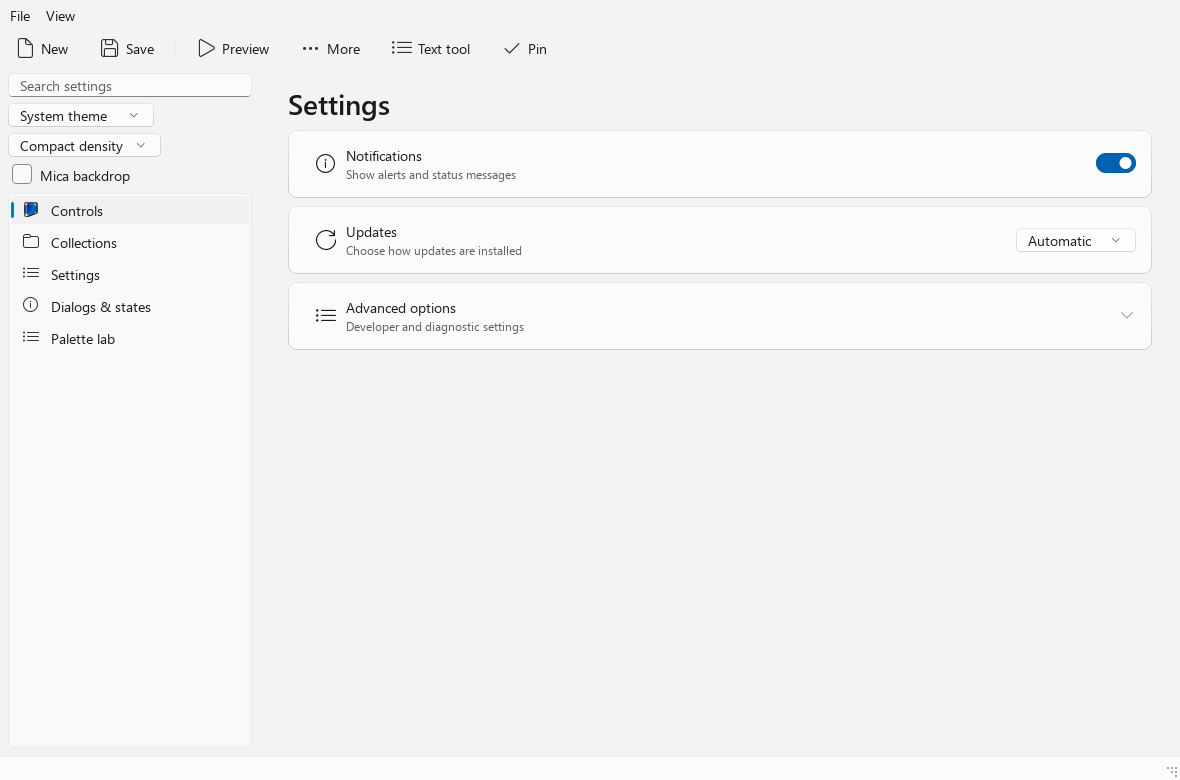 File View
New Save Preview More Text tool Pin
Search settings
System theme
Compact density
Mica backdrop
Controls
Collections
Settings
Dialogs & states
Palette lab
Settings
Notifications
Show alerts and status messages
Updates
Choose how updates are installed
Automatic
Advanced options
Developer and diagnostic settings